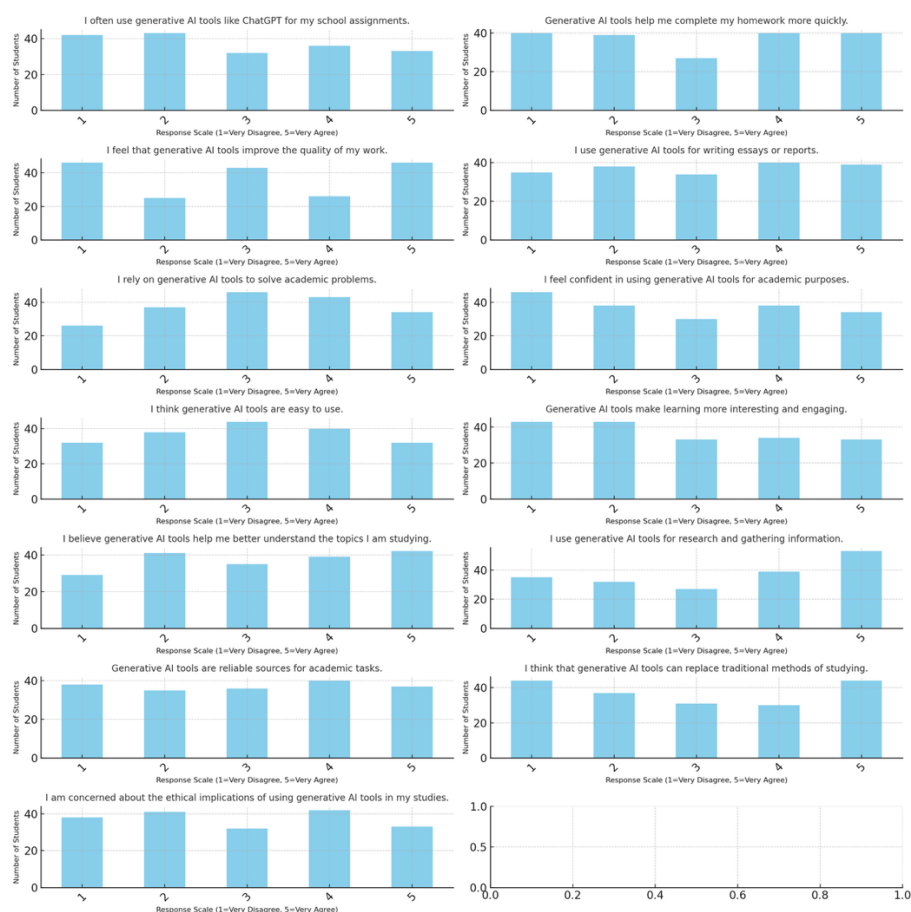 I often use generative AI tools like ChatGPT for my school assignments.
Number of Students
40
20
0
1
2
3
4
5
Response Scale (1=Very Disagree, 5=Very Agree)
Generative AI tools help me complete my homework more quickly.
Number of Students
40
20
0
1
2
3
4
5
Response Scale (1=Very Disagree, 5=Very Agree)
I feel that generative AI tools improve the quality of my work.
Number of Students
40
20
0
1
2
3
4
5
Response Scale (1=Very Disagree, 5=Very Agree)
I use generative AI tools for writing essays or reports.
Number of Students
40
20
0
1
2
3
4
5
Response Scale (1=Very Disagree, 5=Very Agree)
I rely on generative AI tools to solve academic problems.
Number of Students
40
20
0
1
2
3
4
5
Response Scale (1=Very Disagree, 5=Very Agree)
I feel confident in using generative AI tools for academic purposes.
Number of Students
40
20
0
1
2
3
4
5
Response Scale (1=Very Disagree, 5=Very Agree)
I think generative AI tools are easy to use.
Number of Students
40
20
0
1
2
3
4
5
Response Scale (1=Very Disagree, 5=Very Agree)
Generative AI tools make learning more interesting and engaging.
Number of Students
40
20
0
1
2
3
4
5
Response Scale (1=Very Disagree, 5=Very Agree)
I believe generative AI tools help me better understand the topics I am studying.
Number of Students
40
20
0
1
2
3
4
5
Response Scale (1=Very Disagree, 5=Very Agree)
I use generative AI tools for research and gathering information.
Number of Students
40
20
0
1
2
3
4
5
Response Scale (1=Very Disagree, 5=Very Agree)
Generative AI tools are reliable sources for academic tasks.
Number of Students
40
20
0
1
2
3
4
5
Response Scale (1=Very Disagree, 5=Very Agree)
I think that generative AI tools can replace traditional methods of studying.
Number of Students
40
20
0
1
2
3
4
5
Response Scale (1=Very Disagree, 5=Very Agree)
I am concerned about the ethical implications of using generative AI tools in my studies.
Number of Students
40
20
0
1
2
3
4
5
Response Scale (1=Very Disagree, 5=Very Agree)
1.0
0.5
0.0
0.0
0.2
0.4
0.6
0.8
1.0